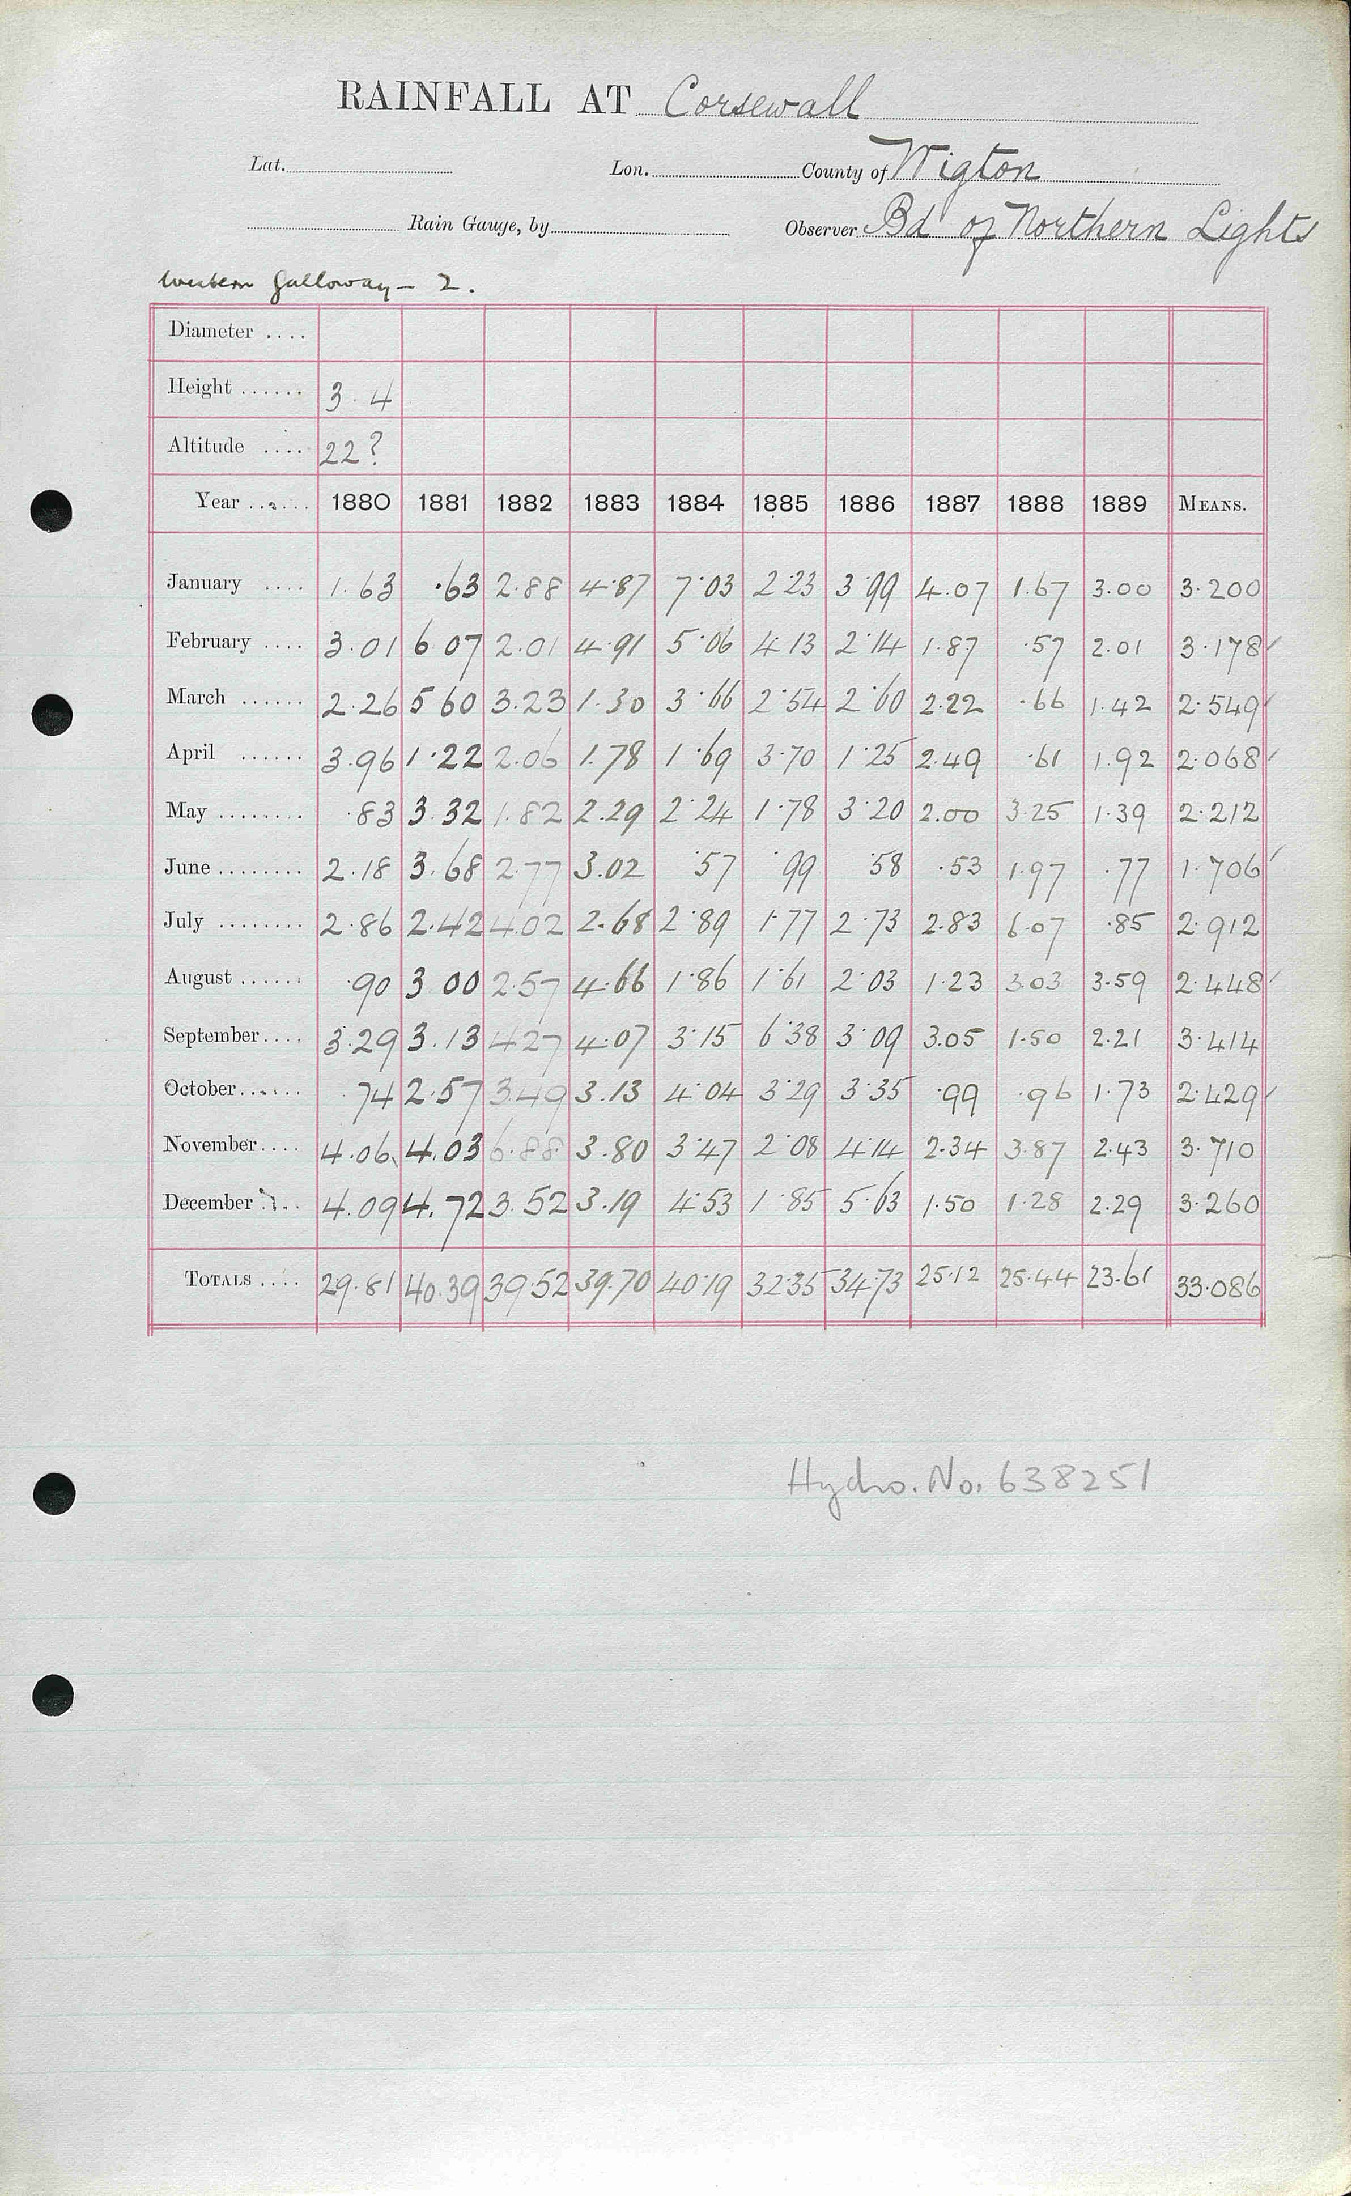 RAINFALL AT Corsewall
Lat. Lon. County of Wigton
Rain Gauge, by Observer Bd of Northern Lights
Western Galloway - 2.
Diameter ....
Height ...... 3.4
Altitude .... 22?
Year ...... 1880 1881 1882 1883 1884 1885 1886 1887 1888 1889 MEANS.
January .... 1.63 .63 2.88 4.87 7.03 2.23 3.99 4.07 1.67 3.00 3.200
February .... 3.01 6.07 2.01 4.91 5.06 4.13 2.14 1.87 .57 2.01 3.178
March ...... 2.26 5.60 3.23 1.30 3.66 2.54 2.60 2.22 .66 1.42 2.549
April ...... 3.96 1.22 2.06 1.78 1.69 3.70 1.25 2.49 .61 1.92 2.068
May ........ .83 3.32 1.82 2.29 2.24 1.78 3.20 2.00 3.25 1.39 2.212
June ........ 2.18 3.68 2.77 3.02 .57 .99 .58 .53 1.97 .77 1.706
July ........ 2.86 2.42 4.02 2.68 2.89 1.77 2.73 2.83 6.07 .85 2.912
August ...... .90 3.00 2.57 4.66 1.86 1.61 2.03 1.23 3.03 3.59 2.448
September .... 3.29 3.13 4.27 4.07 3.15 6.38 3.09 3.05 1.50 2.21 3.414
October ...... .74 2.57 3.49 3.13 4.04 3.29 3.35 .99 .96 1.73 2.429
November .... 4.06 4.03 6.88 3.80 3.47 2.08 4.14 2.34 3.87 2.43 3.710
December .... 4.09 4.72 3.52 3.19 4.53 1.85 5.63 1.50 1.28 2.29 3.260
TOTALS .... 29.81 40.39 39.52 39.70 40.19 32.35 34.73 25.12 25.44 23.61 33.086
Hydro. No. 638251